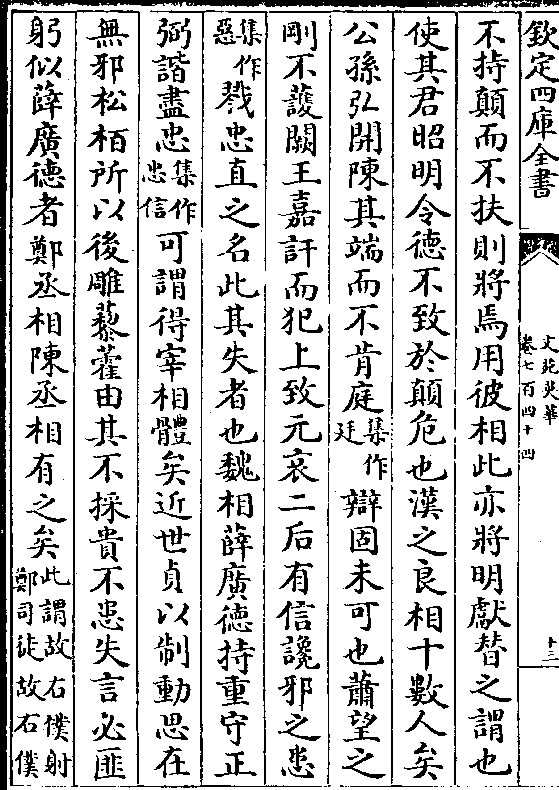 欽定四庫全書
文苑英華
卷七百四十四
十三
不持顛而不扶則將焉用彼相此亦將明獻替之謂也
使其君昭明令德不致於顛危也漢之良相十數人矣
公孫弘開陳其端而不肯庭集作廷辯固未可也蕭望之
剛不護闕王嘉訐而犯上致元哀二后有信讒邪之患
集作惡戮忠直之名此其失者也魏相薛廣德持重守正
弼諧盡忠集作忠信可謂得宰相體矣近世貞以制動思在
無邪松栢所以後雕藜藿由其不採貴不患失言必匪
躬似薛廣德者鄭丞相陳丞相有之矣此謂故右僕射鄭司徒故右僕